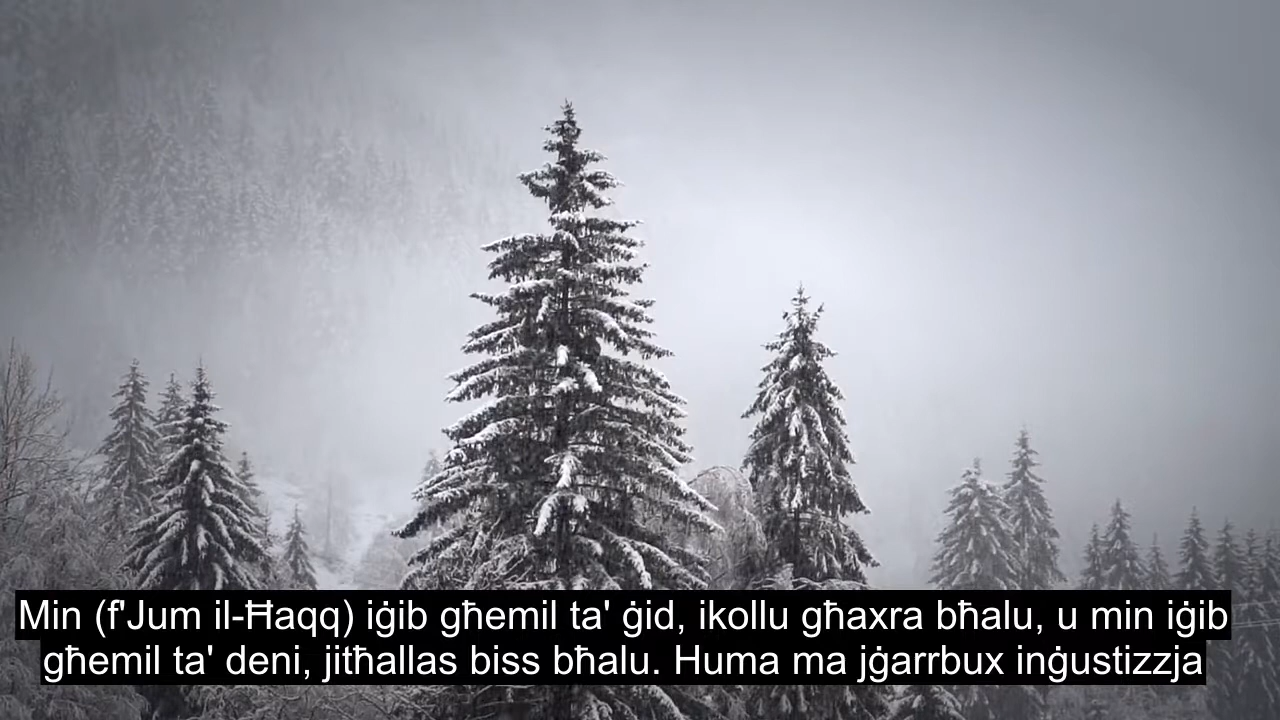 Min (f'Jum il-Ħaqq) iġib għemil ta' ġid, ikollu għaxra bħalu, u min iġib
għemil ta' deni, jitħallas biss bħalu. Huma ma jġarrbux inġustizzja